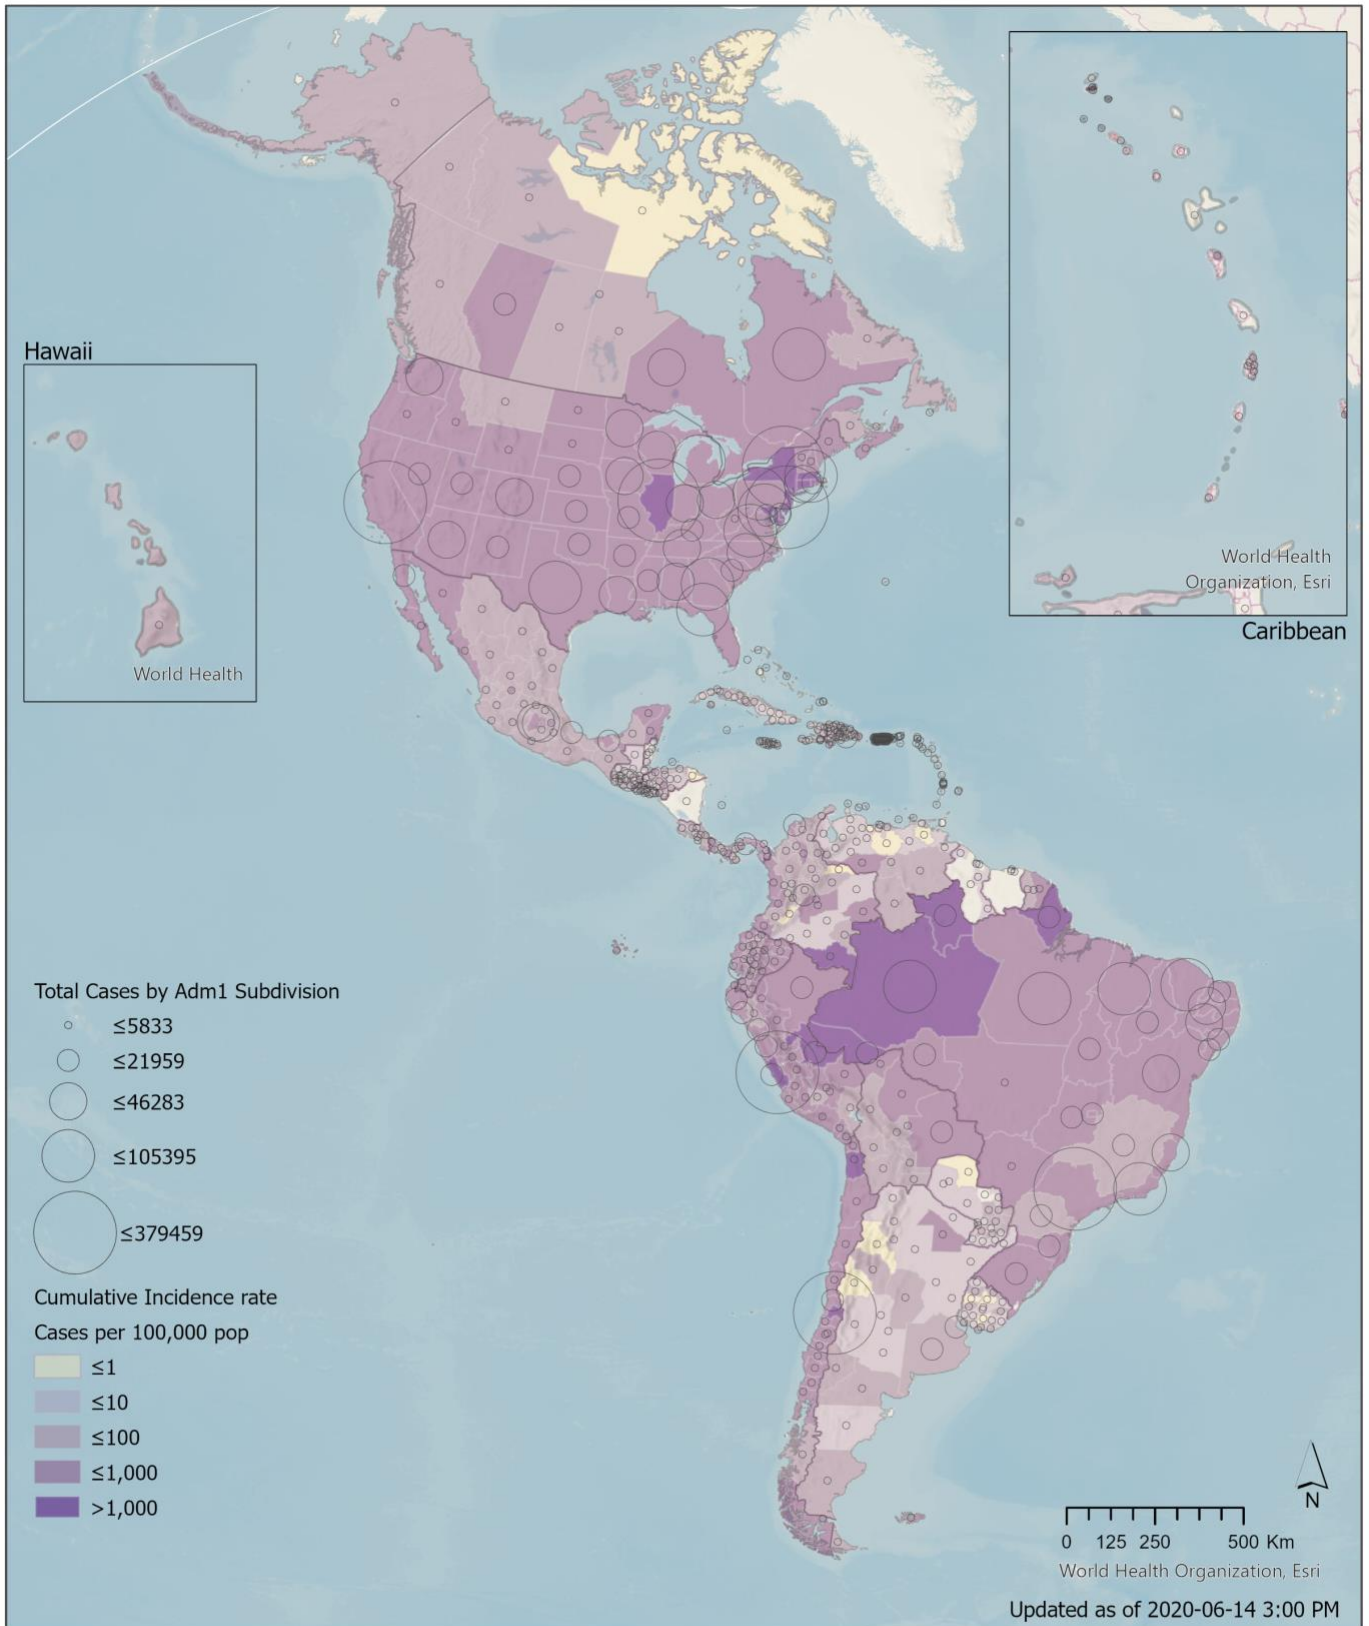 Hawaii
World Health
World Health
Organization, Esri
Caribbean
Total Cases by Adm1 Subdivision
≤5833
≤21959
≤46283
≤105395
≤379459
Cumulative Incidence rate
Cases per 100,000 pop
≤1
≤10
≤100
≤1,000
>1,000
N
0 125 250 500 Km
World Health Organization, Esri
Updated as of 2020-06-14 3:00 PM